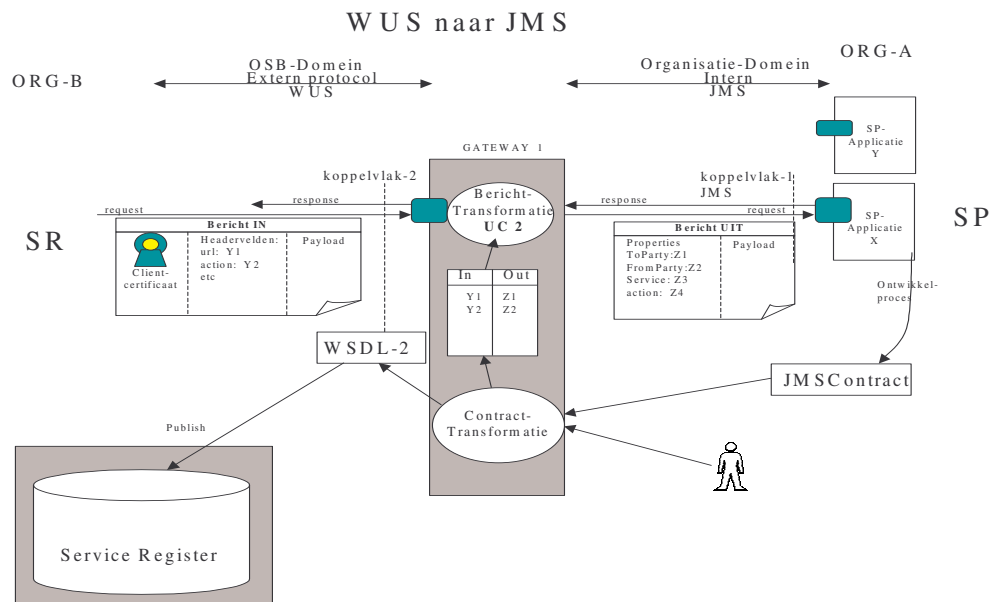 WUS naar JMS
ORG-A
ORG-B
OSB-Domein
Extern protocol
WUS
Organisatie-Domein
Intern
JMS
SP-
Applicatie
Y
GATEWAY 1
koppelvlak-2
koppelvlak-1
JMS
response
request
Bericht-
Transformatie
UC 2
response
request
SP-
Applicatie
X
SR
SP
Bericht IN
Client-
certificaat
Headervelden:
url: Y1
action: Y2
etc
Payload
Bericht UIT
Properties
ToParty:Z1
FromParty:Z2
Service: Z3
action: Z4
Payload
In Out
Y1 Z1
Y2 Z2
Ontwikkel-
proces
WSDL-2
JMSContract
Contract-
Transformatie
Publish
Service Register